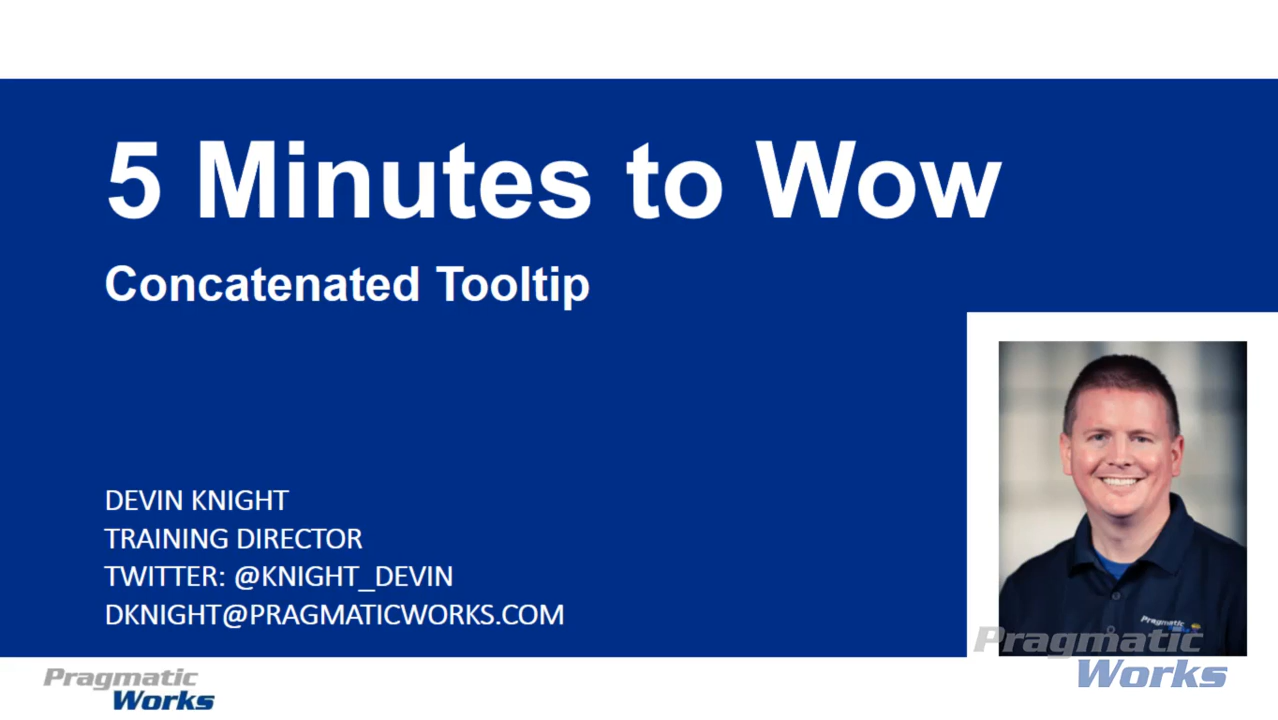 5 Minutes to Wow
Concatenated Tooltip
DEVIN KNIGHT
TRAINING DIRECTOR
TWITTER: @KNIGHT_DEVIN
DKNIGHT@PRAGMATICWORKS.COM
Pragmatic
Works
Pragmatic
Works
Pragmatic